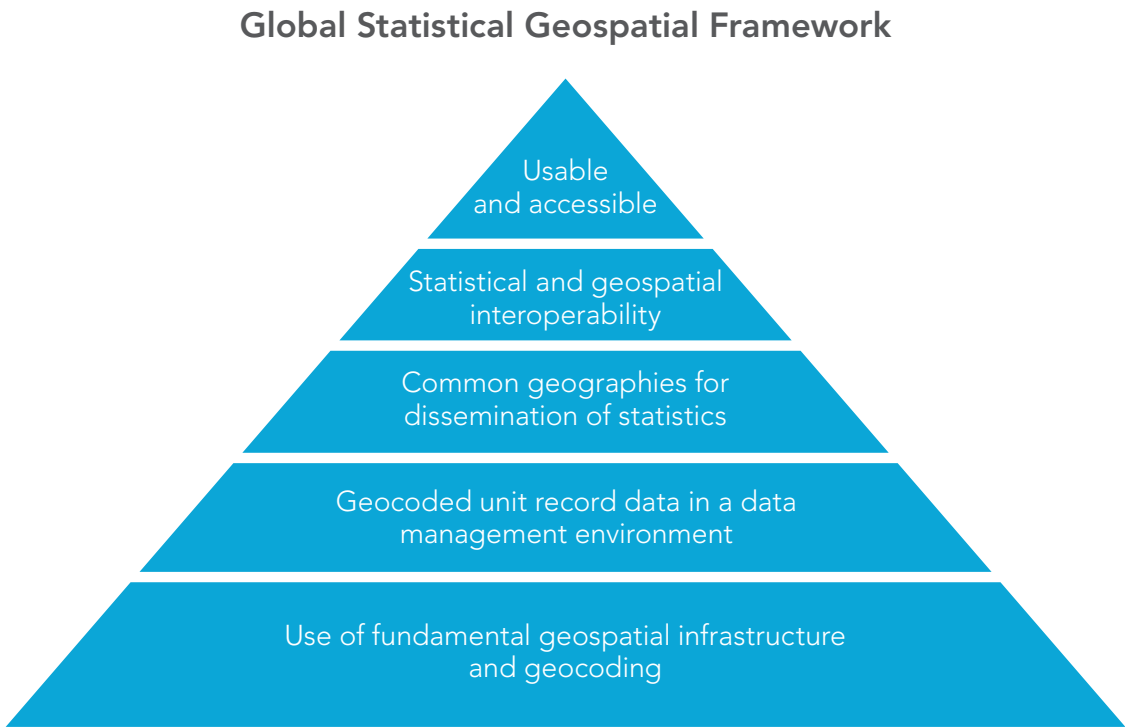 Global Statistical Geospatial Framework
Usable
and accessible
Statistical and geospatial
interoperability
Common geographies for
dissemination of statistics
Geocoded unit record data in a data
management environment
Use of fundamental geospatial infrastructure
and geocoding